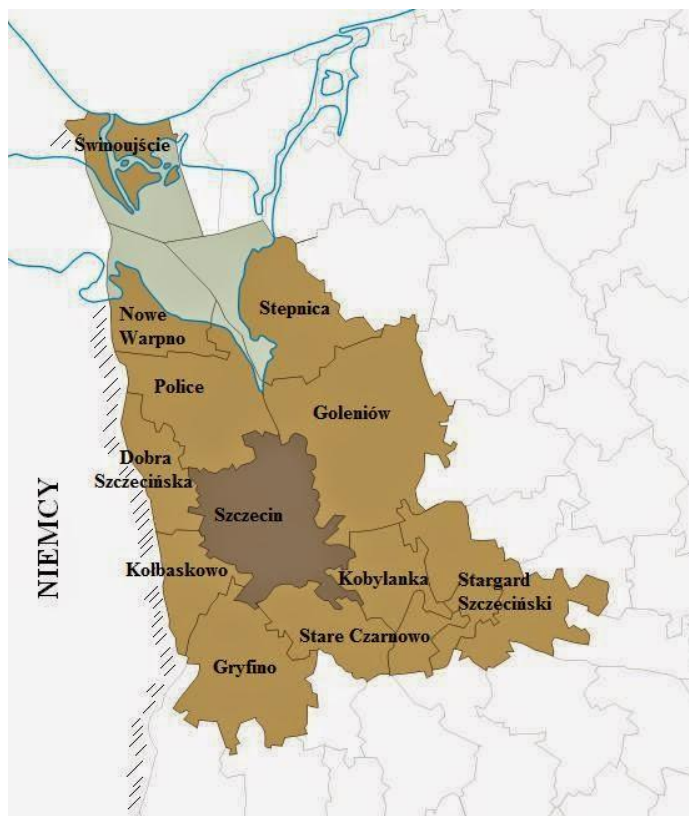 Świnoujście
Stepnica
Nowe
Warpno
Police
Goleniów
Dobra
Szczecińska
Szczecin
NIEMCY
Kołbaskowo
Kobylanka
Stargard
Szczeciński
Stare Czarnowo
Gryfino